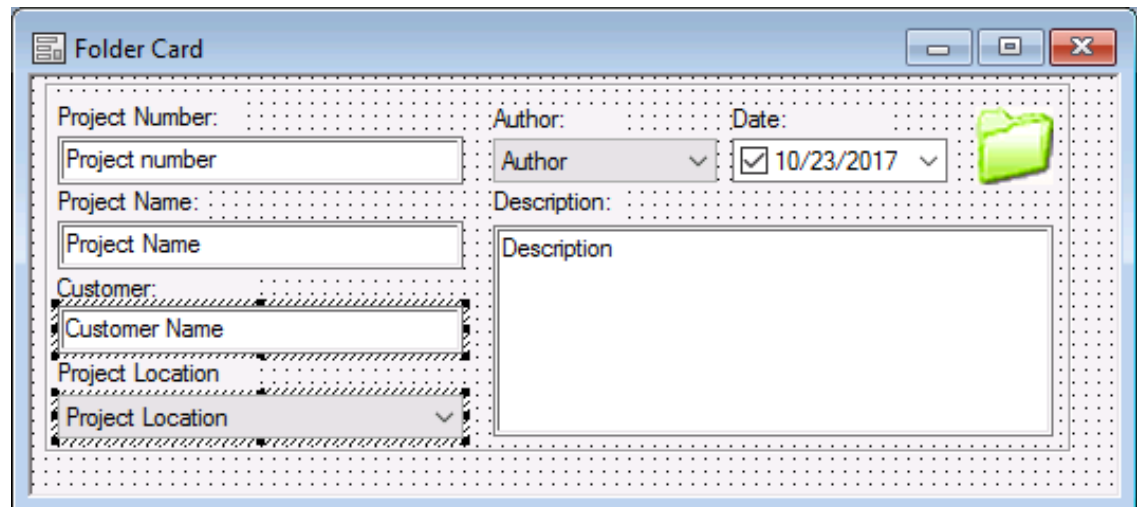 Folder Card
Project Number:
Project number
Project Name:
Project Name
Customer:
Customer Name
Project Location
Project Location
Author:
Author
Date:
10/23/2017
Description:
Description